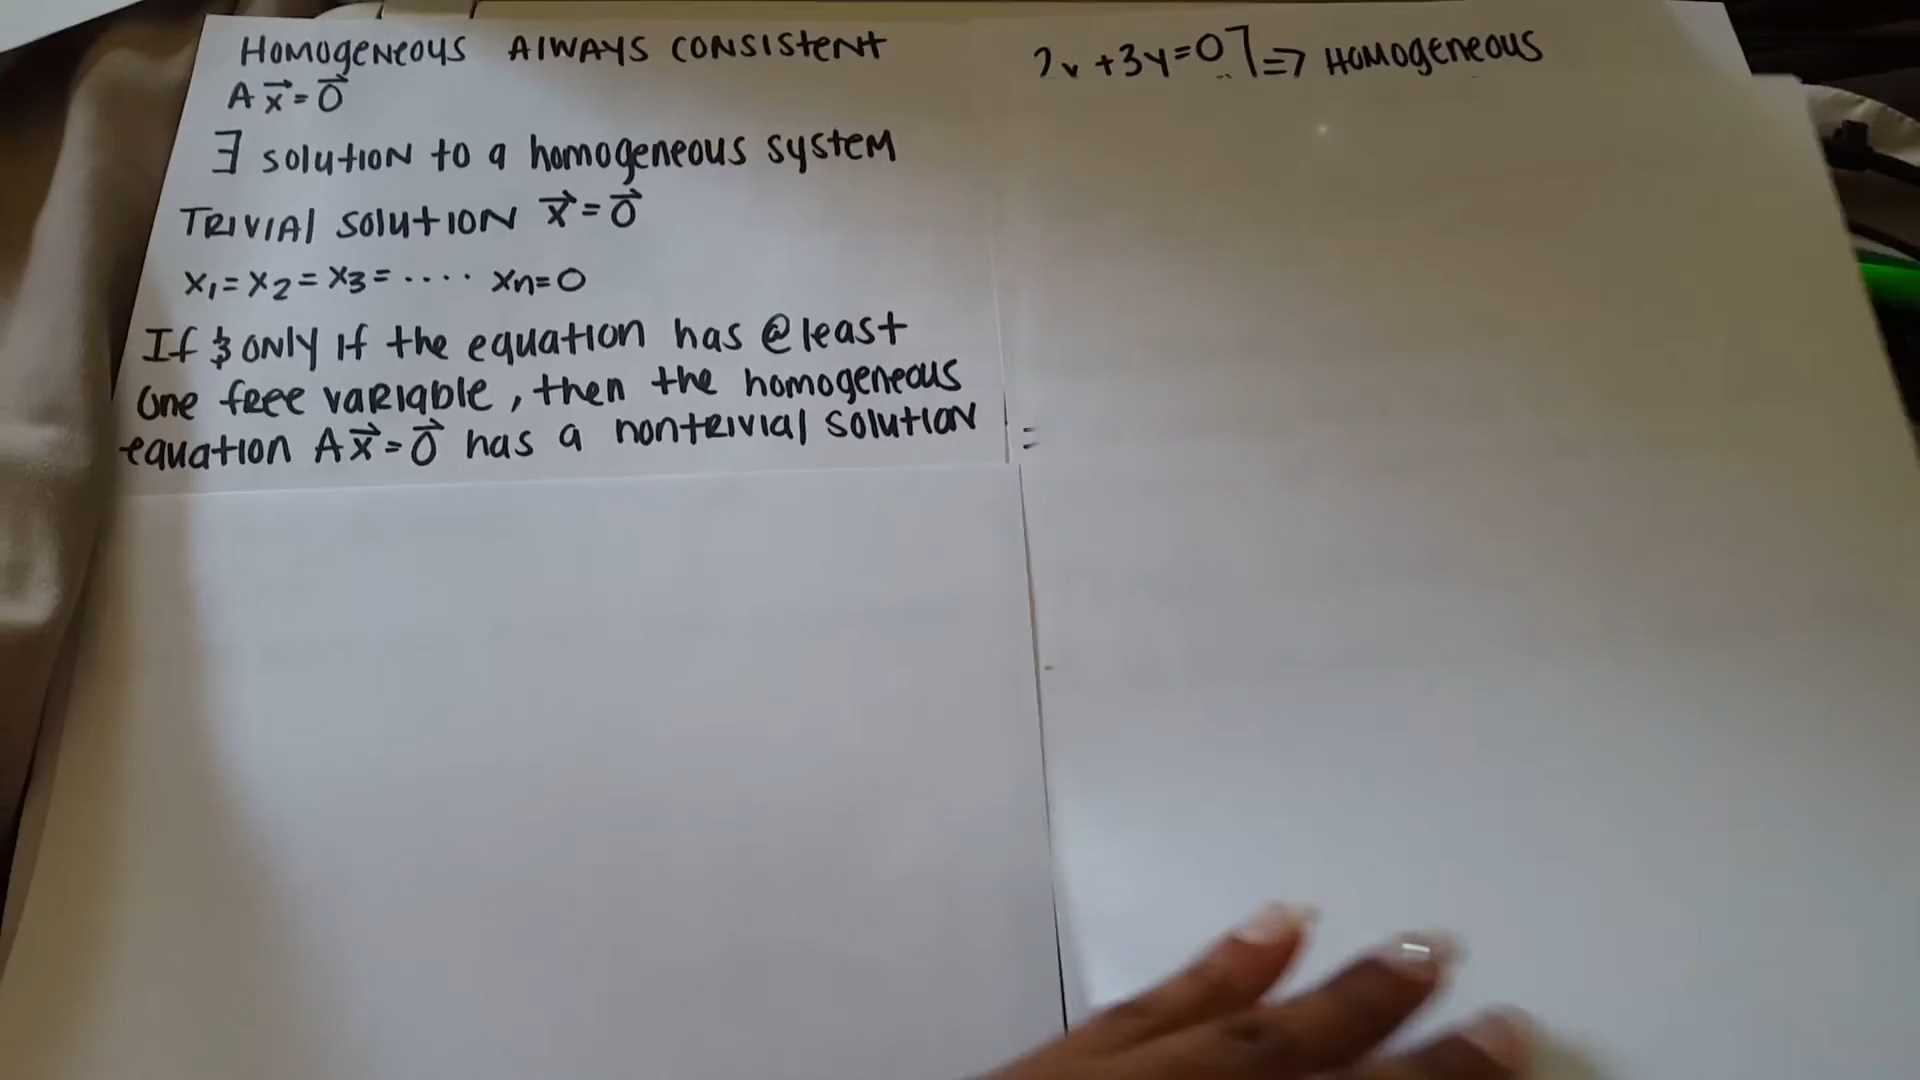 Homogeneous Always Consistent
A x⃗ = 0⃗
∃ solution to a homogeneous system
Trivial solution x⃗ = 0⃗
x₁ = x₂ = x₃ = .... xn = 0
If & only if the equation has @ least
one free variable, then the homogeneous
equation A x⃗ = 0⃗ has a nontrivial solution
+3y=0 ⇒ Homogeneous
=